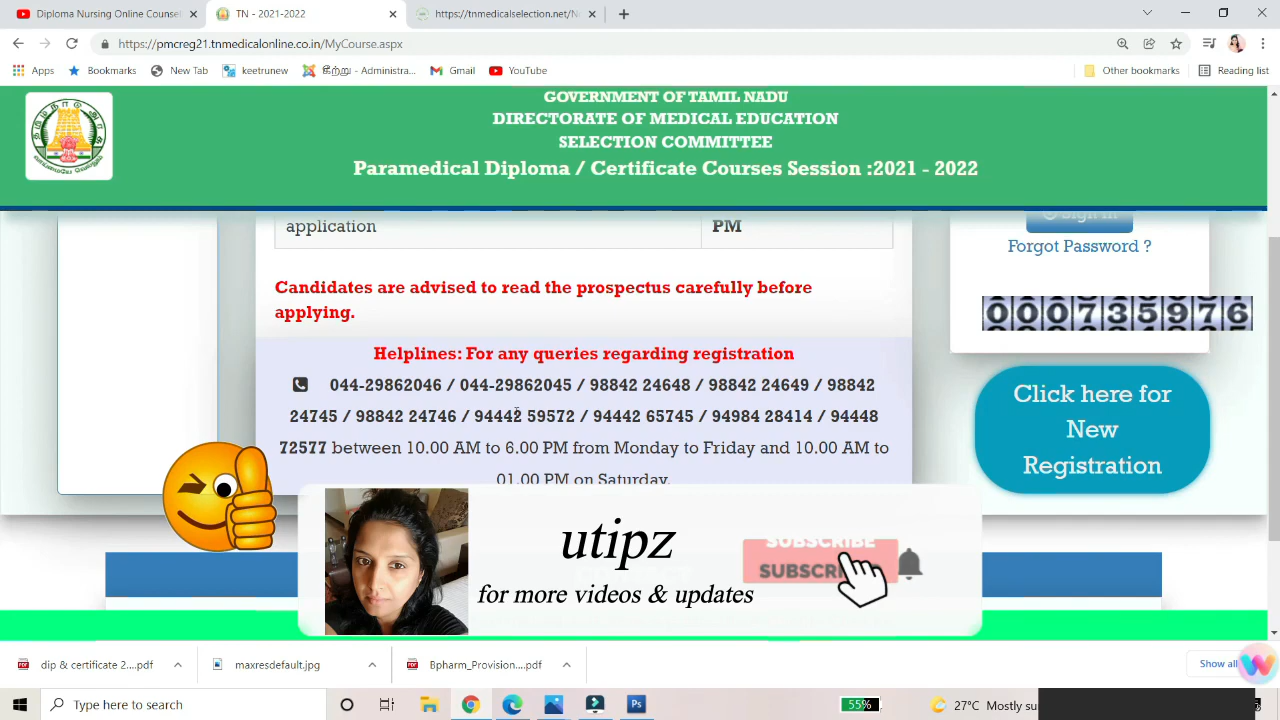 Diploma Nursing Online Counsel
TN - 2021-2022
https://tnmedicalselection.net/N
https://pmcreg21.tnmedicalonline.co.in/MyCourse.aspx
Apps
Bookmarks
New Tab
keetrunew
Administra...
Gmail
YouTube
Other bookmarks
Reading list
GOVERNMENT OF TAMIL NADU
DIRECTORATE OF MEDICAL EDUCATION
SELECTION COMMITTEE
Paramedical Diploma / Certificate Courses Session :2021 - 2022
application
PM
Sign in
Forgot Password ?
000735976
Candidates are advised to read the prospectus carefully before
applying.
Helplines: For any queries regarding registration
044-29862046 / 044-29862045 / 98842 24648 / 98842 24649 / 98842
24745 / 98842 24746 / 94442 59572 / 94442 65745 / 94984 28414 / 94448
72577 between 10.00 AM to 6.00 PM from Monday to Friday and 10.00 AM to
01.00 PM on Saturday.
Click here for
New
Registration
utipz
for more videos & updates
SUBSCRIBE
SUBSCRI
dip & certificate 2....pdf
maxresdefault.jpg
Bpharm_Provision....pdf
Show all
Type here to search
Ps
55%
27°C Mostly su